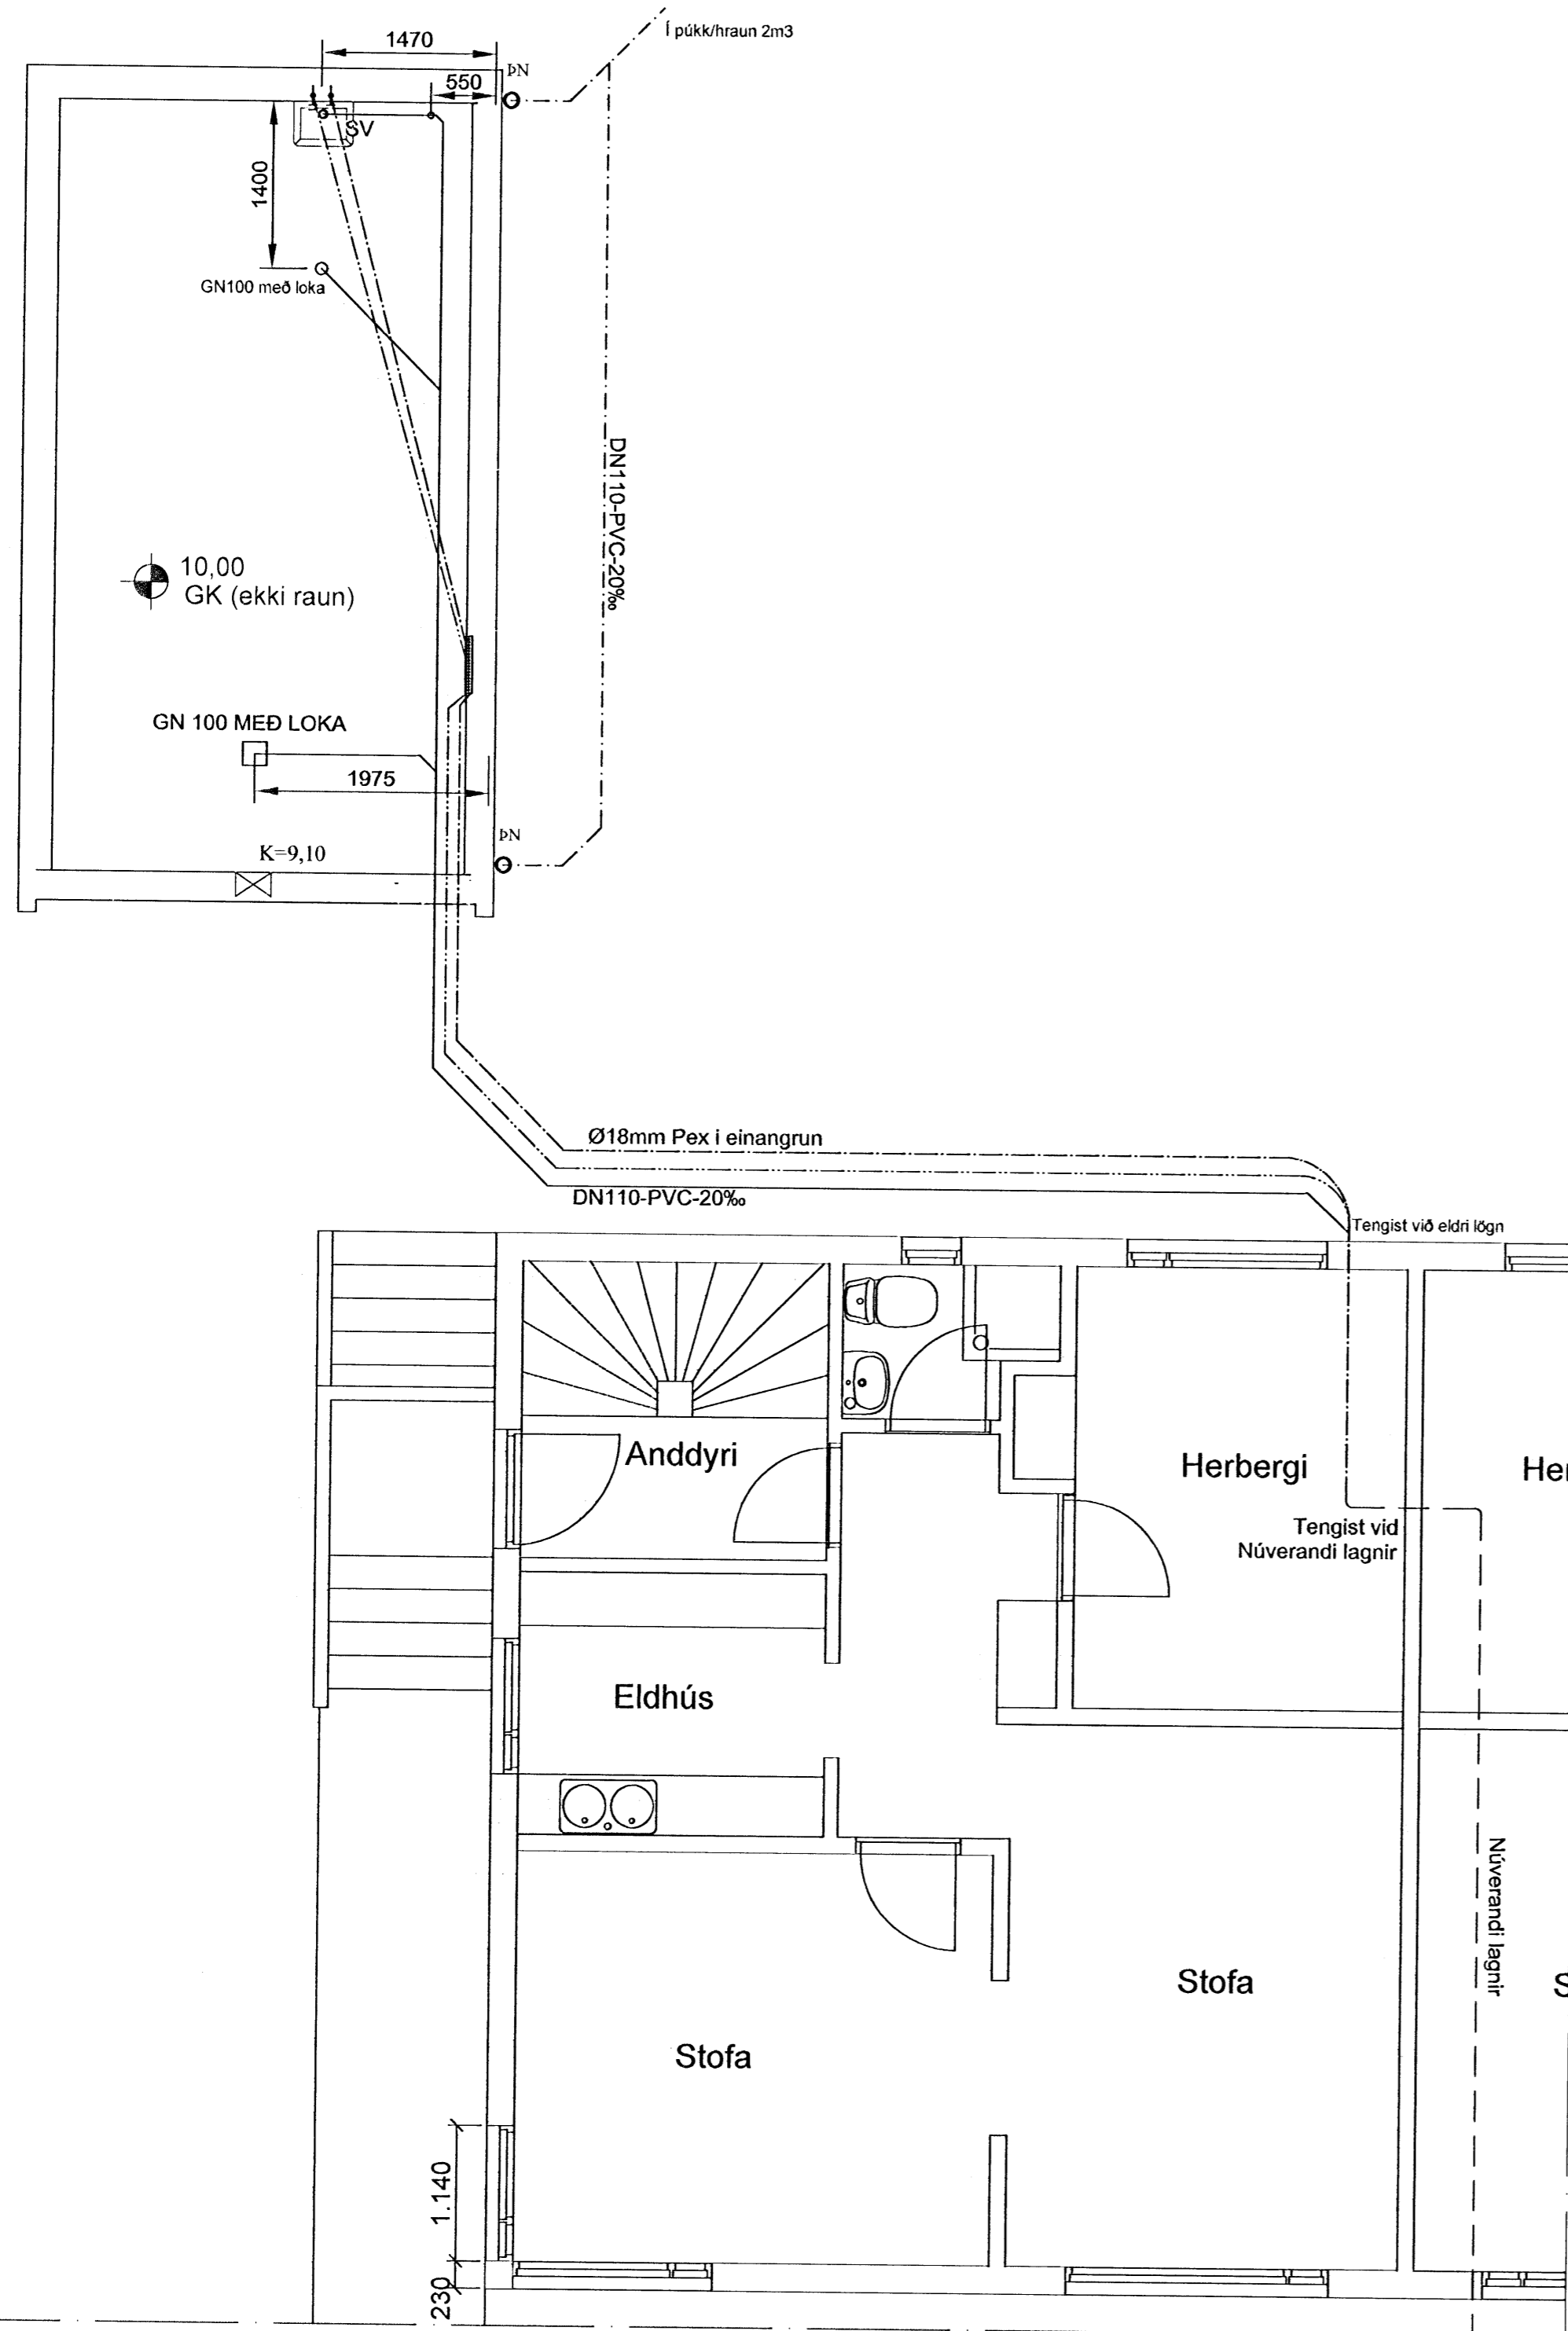 Í púkk/hraun 2m3
1470
ÞN
550
SV
1400
GN100 með loka
DN110-PVC-20‰
10,00
GK (ekki raun)
GN 100 MEÐ LOKA
1975
ÞN
K=9,10
Ø18mm Pex i einangrun
DN110-PVC-20‰
Tengist við eldri lögn
Anddyri
Herbergi
Her
Tengist vid
Núverandi lagnir
Eldhús
Núverandi lagnir
Stofa
S
Stofa
1.140
230